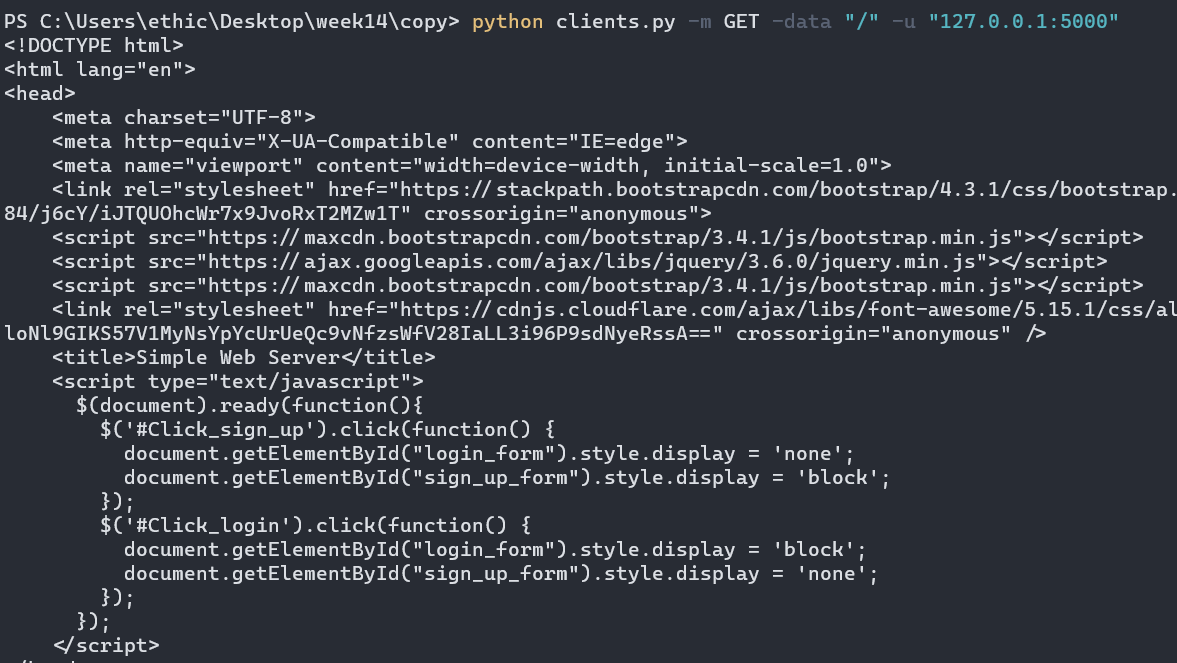 PS C:\Users\ethic\Desktop\week14\copy> python clients.py -m GET -data "/" -u "127.0.0.1:5000"
<!DOCTYPE html>
<html lang="en">
<head>
    <meta charset="UTF-8">
    <meta http-equiv="X-UA-Compatible" content="IE=edge">
    <meta name="viewport" content="width=device-width, initial-scale=1.0">
    <link rel="stylesheet" href="https://stackpath.bootstrapcdn.com/bootstrap/4.3.1/css/bootstrap.
84/j6cY/iJTQUOhcWr7x9JvoRxT2MZw1T" crossorigin="anonymous">
    <script src="https://maxcdn.bootstrapcdn.com/bootstrap/3.4.1/js/bootstrap.min.js"></script>
    <script src="https://ajax.googleapis.com/ajax/libs/jquery/3.6.0/jquery.min.js"></script>
    <script src="https://maxcdn.bootstrapcdn.com/bootstrap/3.4.1/js/bootstrap.min.js"></script>
    <link rel="stylesheet" href="https://cdnjs.cloudflare.com/ajax/libs/font-awesome/5.15.1/css/al
loNl9GIKS57V1MyNsYpYcUrUeQc9vNfzsWfV28IaLL3i96P9sdNyeRssA==" crossorigin="anonymous" />
    <title>Simple Web Server</title>
    <script type="text/javascript">
      $(document).ready(function(){
        $('#Click_sign_up').click(function() {
          document.getElementById("login_form").style.display = 'none';
          document.getElementById("sign_up_form").style.display = 'block';
        });
        $('#Click_login').click(function() {
          document.getElementById("login_form").style.display = 'block';
          document.getElementById("sign_up_form").style.display = 'none';
        });
      });
    </script>